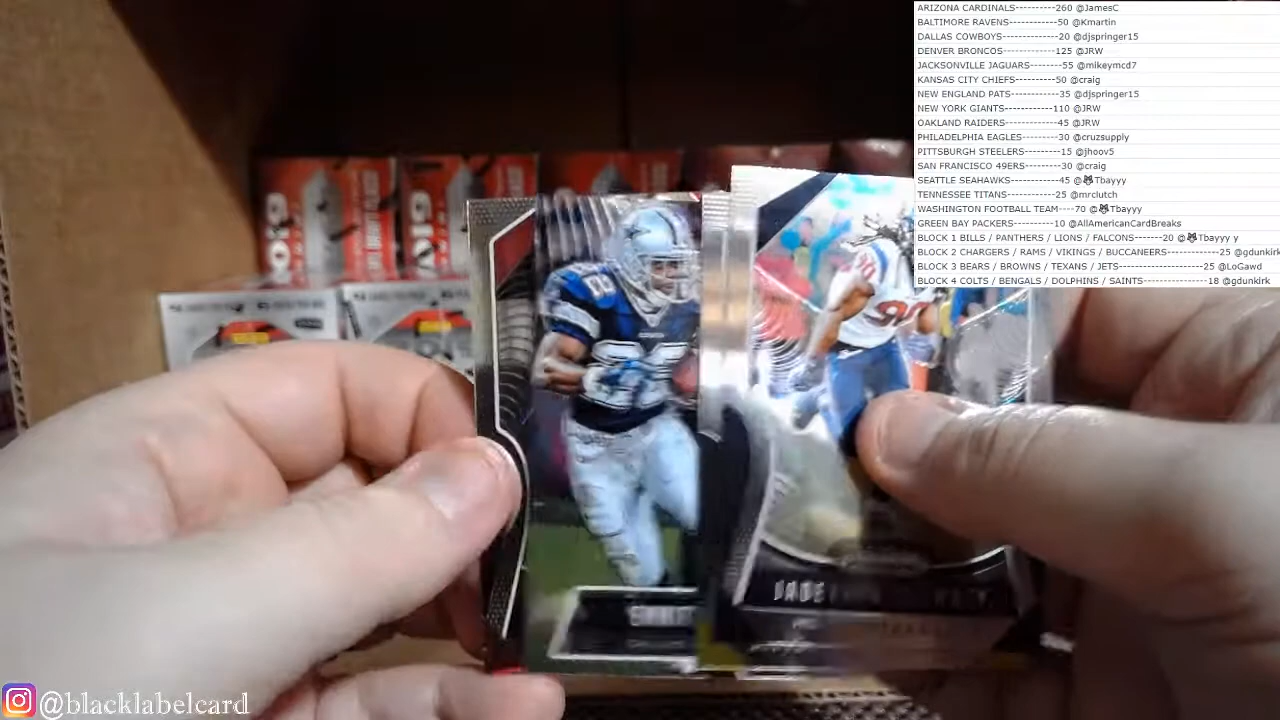 ARIZONA CARDINALS----------260 @JamesC
BALTIMORE RAVENS------------50 @Kmartin
DALLAS COWBOYS--------------20 @djspringer15
DENVER BRONCOS-------------125 @JRW
JACKSONVILLE JAGUARS--------55 @mikeymcd7
KANSAS CITY CHIEFS----------50 @craig
NEW ENGLAND PATS------------35 @djspringer15
NEW YORK GIANTS------------110 @JRW
OAKLAND RAIDERS-------------45 @JRW
PHILADELPHIA EAGLES---------30 @cruzsupply
PITTSBURGH STEELERS---------15 @jhoov5
SAN FRANCISCO 49ERS---------30 @craig
SEATTLE SEAHAWKS------------45 @😈Tbayyy
TENNESSEE TITANS------------25 @mrclutch
WASHINGTON FOOTBALL TEAM----70 @😈Tbayyy
GREEN BAY PACKERS----------10 @AllAmericanCardBreaks
BLOCK 1 BILLS / PANTHERS / LIONS / FALCONS-------20 @😈Tbayyy y
BLOCK 2 CHARGERS / RAMS / VIKINGS / BUCCANEERS-------------25 @gdunkirk
BLOCK 3 BEARS / BROWNS / TEXANS / JETS---------------------25 @LoGawd
BLOCK 4 COLTS / BENGALS / DOLPHINS / SAINTS----------------18 @gdunkirk
@blacklabelcard